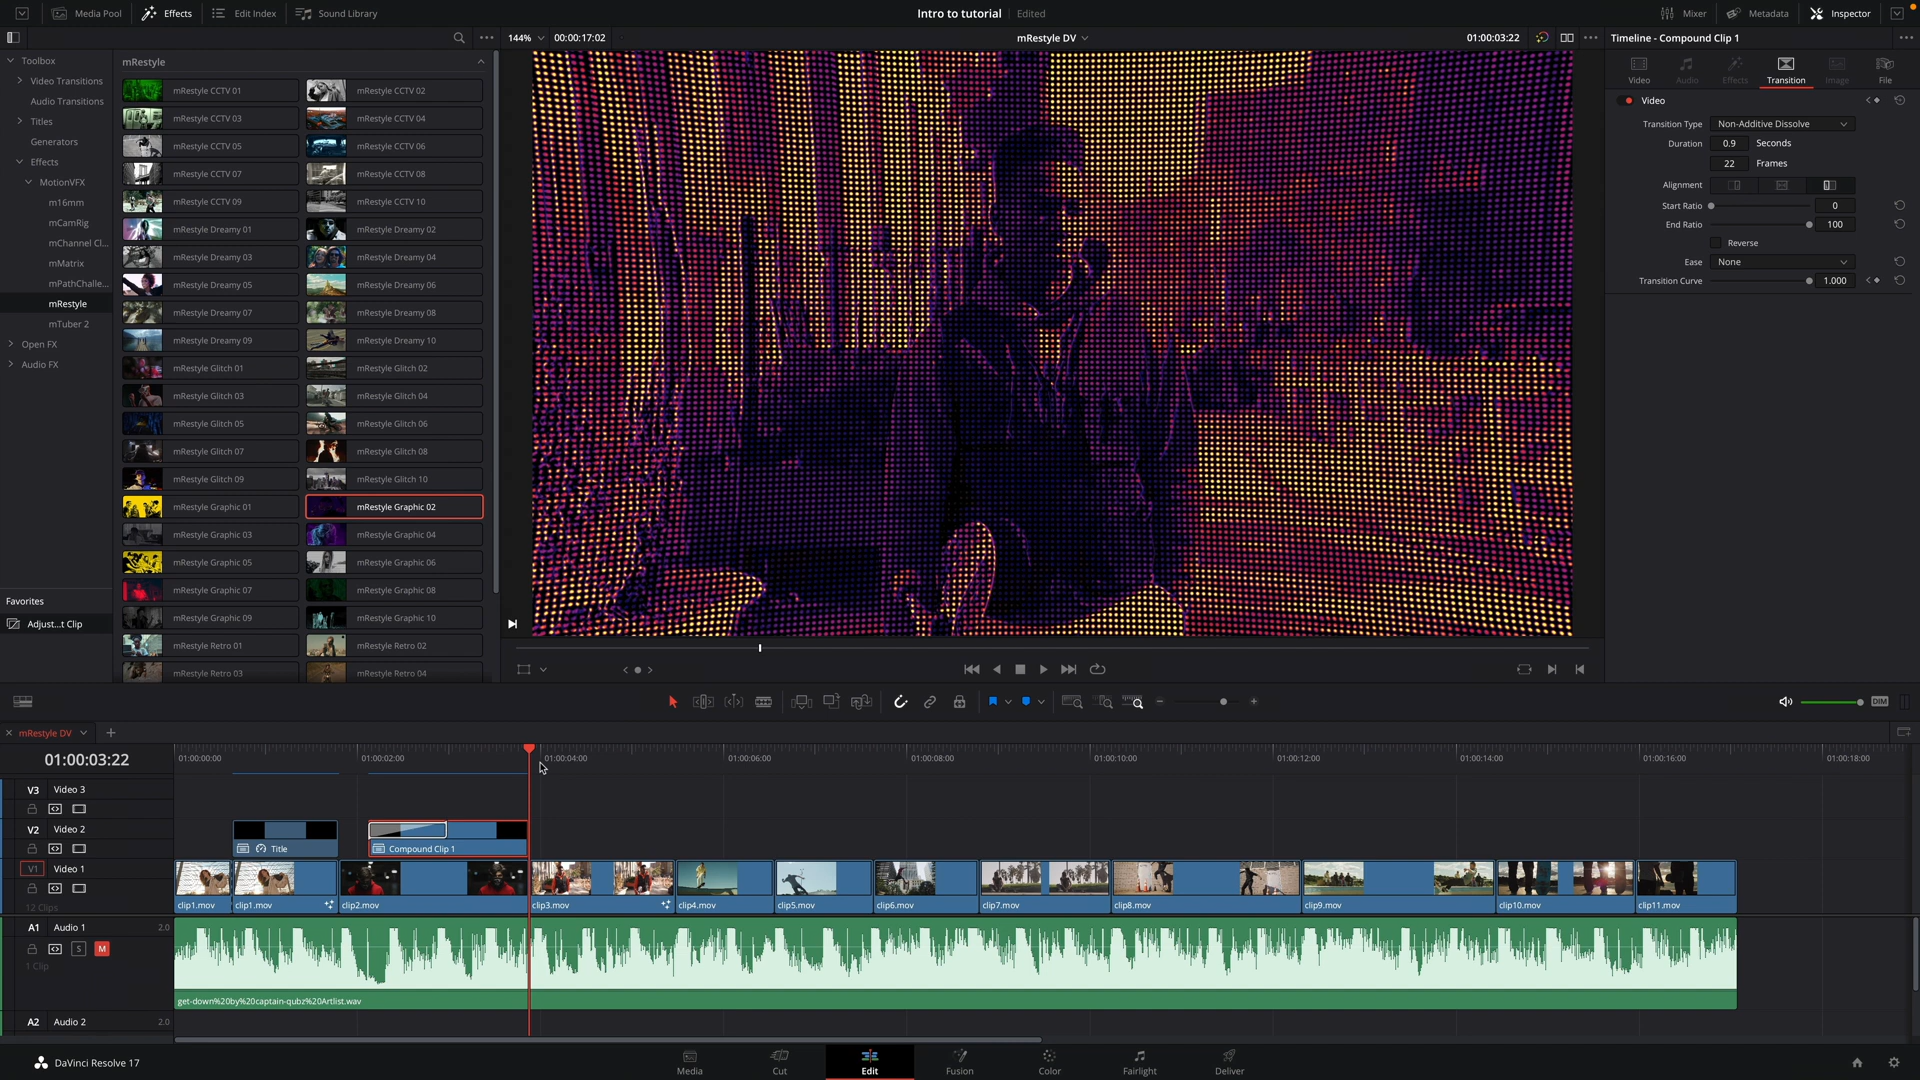 Media Pool
Effects
Edit Index
Sound Library
Intro to tutorial
Edited
Mixer
Metadata
Inspector
144%
00:00:17:02
mRestyle DV
01:00:03:22
Timeline - Compound Clip 1
Toolbox
Video Transitions
Audio Transitions
Titles
Generators
Effects
MotionVFX
m16mm
mCamRig
mChannel Cl...
mMatrix
mPathChalle...
mRestyle
mTuber 2
Open FX
Audio FX
Favorites
Adjust...t Clip
mRestyle
mRestyle CCTV 01
mRestyle CCTV 02
mRestyle CCTV 03
mRestyle CCTV 04
mRestyle CCTV 05
mRestyle CCTV 06
mRestyle CCTV 07
mRestyle CCTV 08
mRestyle CCTV 09
mRestyle CCTV 10
mRestyle Dreamy 01
mRestyle Dreamy 02
mRestyle Dreamy 03
mRestyle Dreamy 04
mRestyle Dreamy 05
mRestyle Dreamy 06
mRestyle Dreamy 07
mRestyle Dreamy 08
mRestyle Dreamy 09
mRestyle Dreamy 10
mRestyle Glitch 01
mRestyle Glitch 02
mRestyle Glitch 03
mRestyle Glitch 04
mRestyle Glitch 05
mRestyle Glitch 06
mRestyle Glitch 07
mRestyle Glitch 08
mRestyle Glitch 09
mRestyle Glitch 10
mRestyle Graphic 01
mRestyle Graphic 02
mRestyle Graphic 03
mRestyle Graphic 04
mRestyle Graphic 05
mRestyle Graphic 06
mRestyle Graphic 07
mRestyle Graphic 08
mRestyle Graphic 09
mRestyle Graphic 10
mRestyle Retro 01
mRestyle Retro 02
mRestyle Retro 03
mRestyle Retro 04
Video
Audio
Effects
Transition
Image
File
Video
Transition Type Non-Additive Dissolve
Duration 0.9 Seconds
22 Frames
Alignment
Start Ratio 0
End Ratio 100
Reverse
Ease None
Transition Curve 1.000
DIM
mRestyle DV
01:00:03:22
01:00:00:00
01:00:02:00
01:00:04:00
01:00:06:00
01:00:08:00
01:00:10:00
01:00:12:00
01:00:14:00
01:00:16:00
01:00:18:00
V3 Video 3
V2 Video 2
Title
Compound Clip 1
V1 Video 1
12 Clips
clip1.mov
clip1.mov
clip2.mov
clip3.mov
clip4.mov
clip5.mov
clip6.mov
clip7.mov
clip8.mov
clip9.mov
clip10.mov
clip11.mov
A1 Audio 1 2.0
S M
1 Clip
get-down%20by%20captain-qubz%20Artlist.wav
A2 Audio 2 2.0
DaVinci Resolve 17
Media
Cut
Edit
Fusion
Color
Fairlight
Deliver